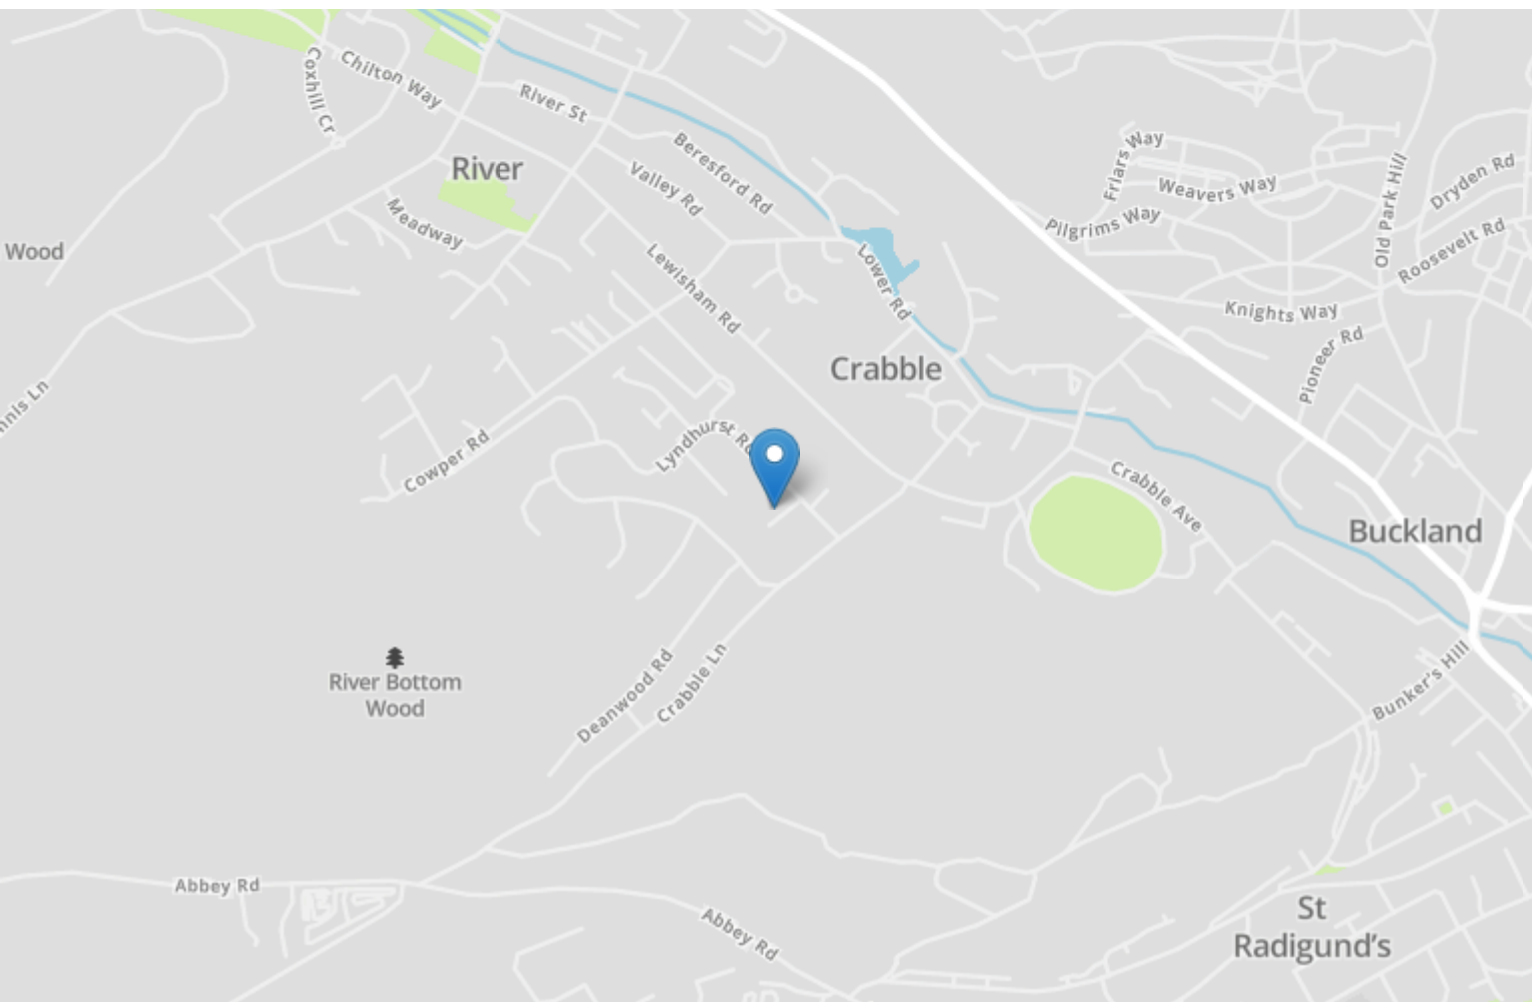 Coxhill Cr
Chilton Way
River St
River
Beresford Rd
Valley Rd
Meadway
Wood
Lewisham Rd
Lower Rd
Friars Way
Weavers Way
Pilgrims Way
Old Park Hill
Dryden Rd
Roosevelt Rd
Knights Way
Pioneer Rd
Crabble
nnis Ln
Cowper Rd
Lyndhurst Rd
Crabble Ave
Buckland
River Bottom
Wood
Deanwood Rd
Crabble Ln
Bunker's Hill
Abbey Rd
Abbey Rd
St
Radigund's